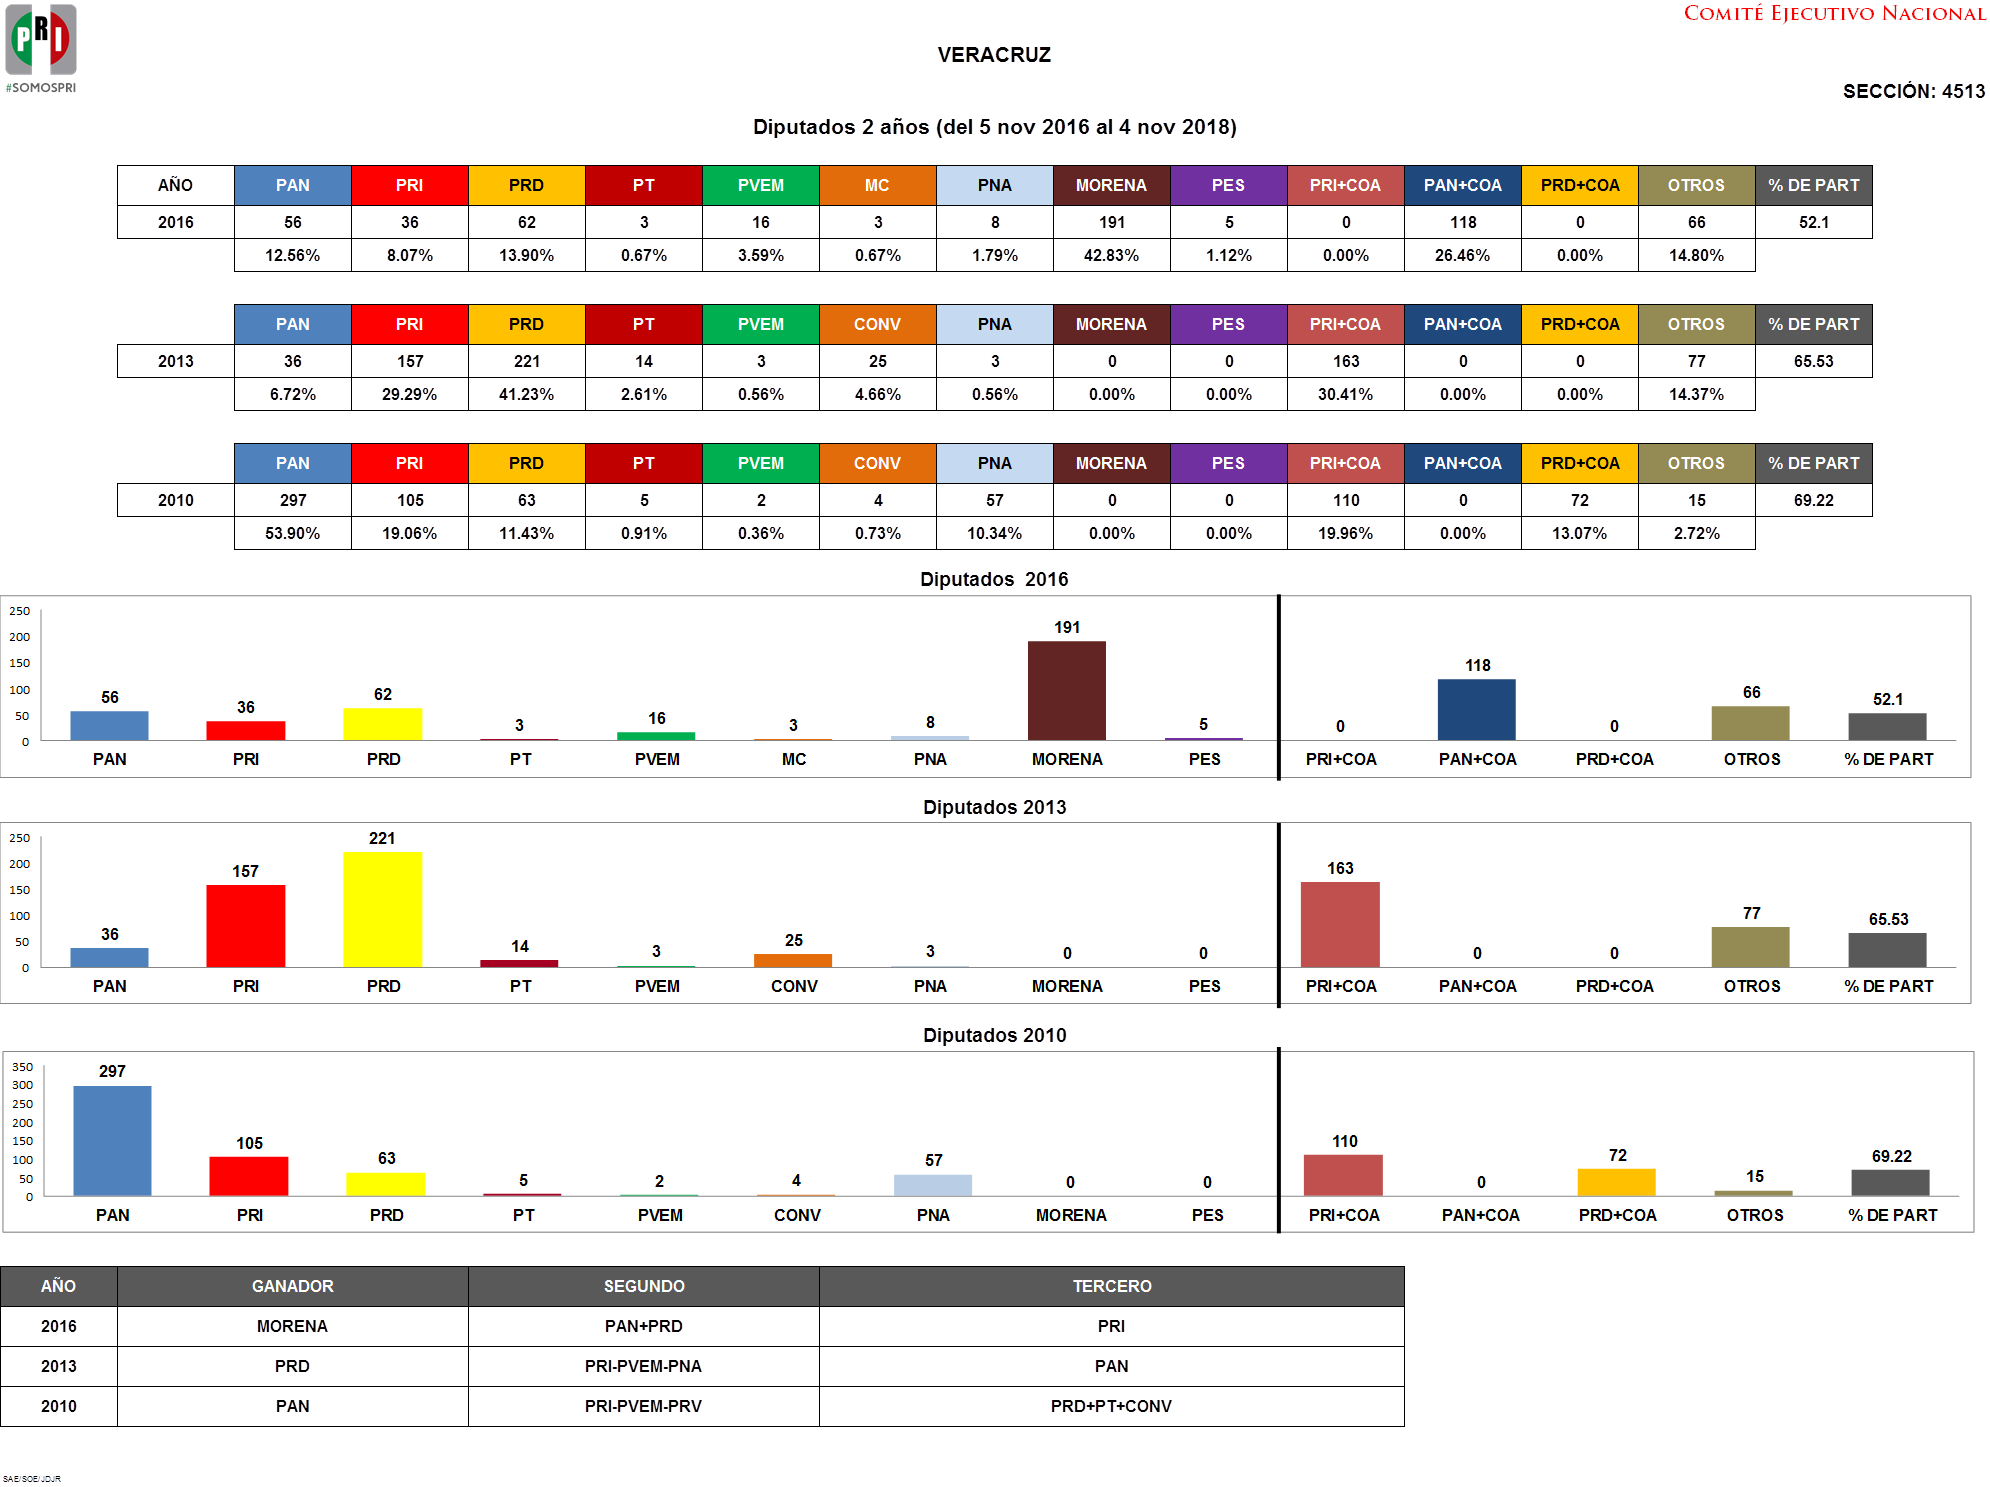 PRI
#SOMOSPRI
COMITÉ EJECUTIVO NACIONAL
VERACRUZ
SECCIÓN: 4513
Diputados 2 años (del 5 nov 2016 al 4 nov 2018)
AÑO PAN PRI PRD PT PVEM MC PNA MORENA PES PRI+COA PAN+COA PRD+COA OTROS % DE PART
2016 56 36 62 3 16 3 8 191 5 0 118 0 66 52.1
12.56% 8.07% 13.90% 0.67% 3.59% 0.67% 1.79% 42.83% 1.12% 0.00% 26.46% 0.00% 14.80%
PAN PRI PRD PT PVEM CONV PNA MORENA PES PRI+COA PAN+COA PRD+COA OTROS % DE PART
2013 36 157 221 14 3 25 3 0 0 163 0 0 77 65.53
6.72% 29.29% 41.23% 2.61% 0.56% 4.66% 0.56% 0.00% 0.00% 30.41% 0.00% 0.00% 14.37%
PAN PRI PRD PT PVEM CONV PNA MORENA PES PRI+COA PAN+COA PRD+COA OTROS % DE PART
2010 297 105 63 5 2 4 57 0 0 110 0 72 15 69.22
53.90% 19.06% 11.43% 0.91% 0.36% 0.73% 10.34% 0.00% 0.00% 19.96% 0.00% 13.07% 2.72%
Diputados 2016
250
200
150
100
50
0
56 36 62 3 16 3 8 191 5 0 118 0 66 52.1
PAN PRI PRD PT PVEM MC PNA MORENA PES PRI+COA PAN+COA PRD+COA OTROS % DE PART
Diputados 2013
250
200
150
100
50
0
36 157 221 14 3 25 3 0 0 163 0 0 77 65.53
PAN PRI PRD PT PVEM CONV PNA MORENA PES PRI+COA PAN+COA PRD+COA OTROS % DE PART
Diputados 2010
350
300
250
200
150
100
50
0
297 105 63 5 2 4 57 0 0 110 0 72 15 69.22
PAN PRI PRD PT PVEM CONV PNA MORENA PES PRI+COA PAN+COA PRD+COA OTROS % DE PART
AÑO GANADOR SEGUNDO TERCERO
2016 MORENA PAN+PRD PRI
2013 PRD PRI-PVEM-PNA PAN
2010 PAN PRI-PVEM-PRV PRD+PT+CONV
SAE/SOE/JDJR